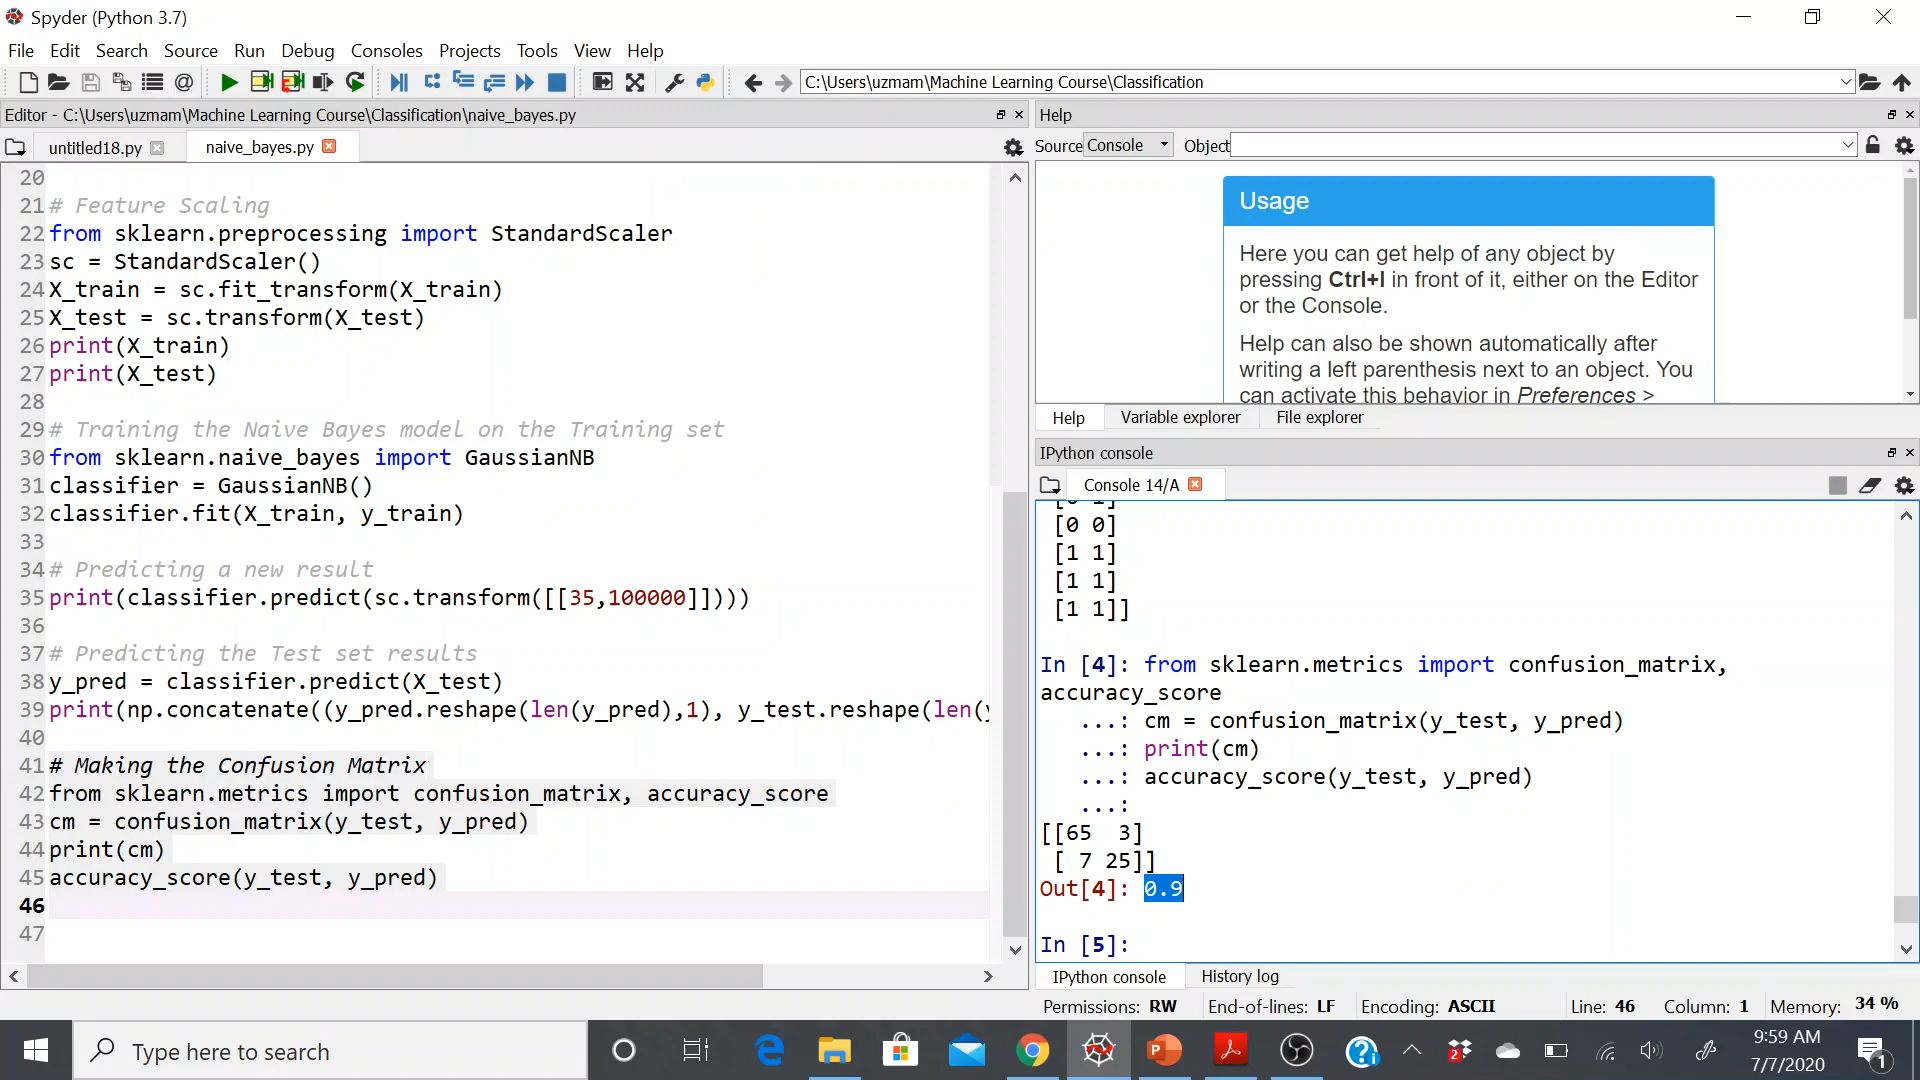 Spyder (Python 3.7)
File Edit Search Source Run Debug Consoles Projects Tools View Help
C:\Users\uzmam\Machine Learning Course\Classification
Editor - C:\Users\uzmam\Machine Learning Course\Classification\naive_bayes.py
untitled18.py naive_bayes.py
20
21 # Feature Scaling
22 from sklearn.preprocessing import StandardScaler
23 sc = StandardScaler()
24 X_train = sc.fit_transform(X_train)
25 X_test = sc.transform(X_test)
26 print(X_train)
27 print(X_test)
28
29 # Training the Naive Bayes model on the Training set
30 from sklearn.naive_bayes import GaussianNB
31 classifier = GaussianNB()
32 classifier.fit(X_train, y_train)
33
34 # Predicting a new result
35 print(classifier.predict(sc.transform([[35,100000]])))
36
37 # Predicting the Test set results
38 y_pred = classifier.predict(X_test)
39 print(np.concatenate((y_pred.reshape(len(y_pred),1), y_test.reshape(len(
40
41 # Making the Confusion Matrix
42 from sklearn.metrics import confusion_matrix, accuracy_score
43 cm = confusion_matrix(y_test, y_pred)
44 print(cm)
45 accuracy_score(y_test, y_pred)
46
47
Help
Source Console Object
Usage
Here you can get help of any object by
pressing Ctrl+I in front of it, either on the Editor
or the Console.
Help can also be shown automatically after
writing a left parenthesis next to an object. You
can activate this behavior in Preferences >
Help Variable explorer File explorer
IPython console
Console 14/A
[0 0]
[1 1]
[1 1]
[1 1]]
In [4]: from sklearn.metrics import confusion_matrix,
accuracy_score
...: cm = confusion_matrix(y_test, y_pred)
...: print(cm)
...: accuracy_score(y_test, y_pred)
...:
[[65 3]
[ 7 25]]
Out[4]: 0.9
In [5]:
IPython console History log
Permissions: RW End-of-lines: LF Encoding: ASCII Line: 46 Column: 1 Memory: 34 %
Type here to search
9:59 AM
7/7/2020